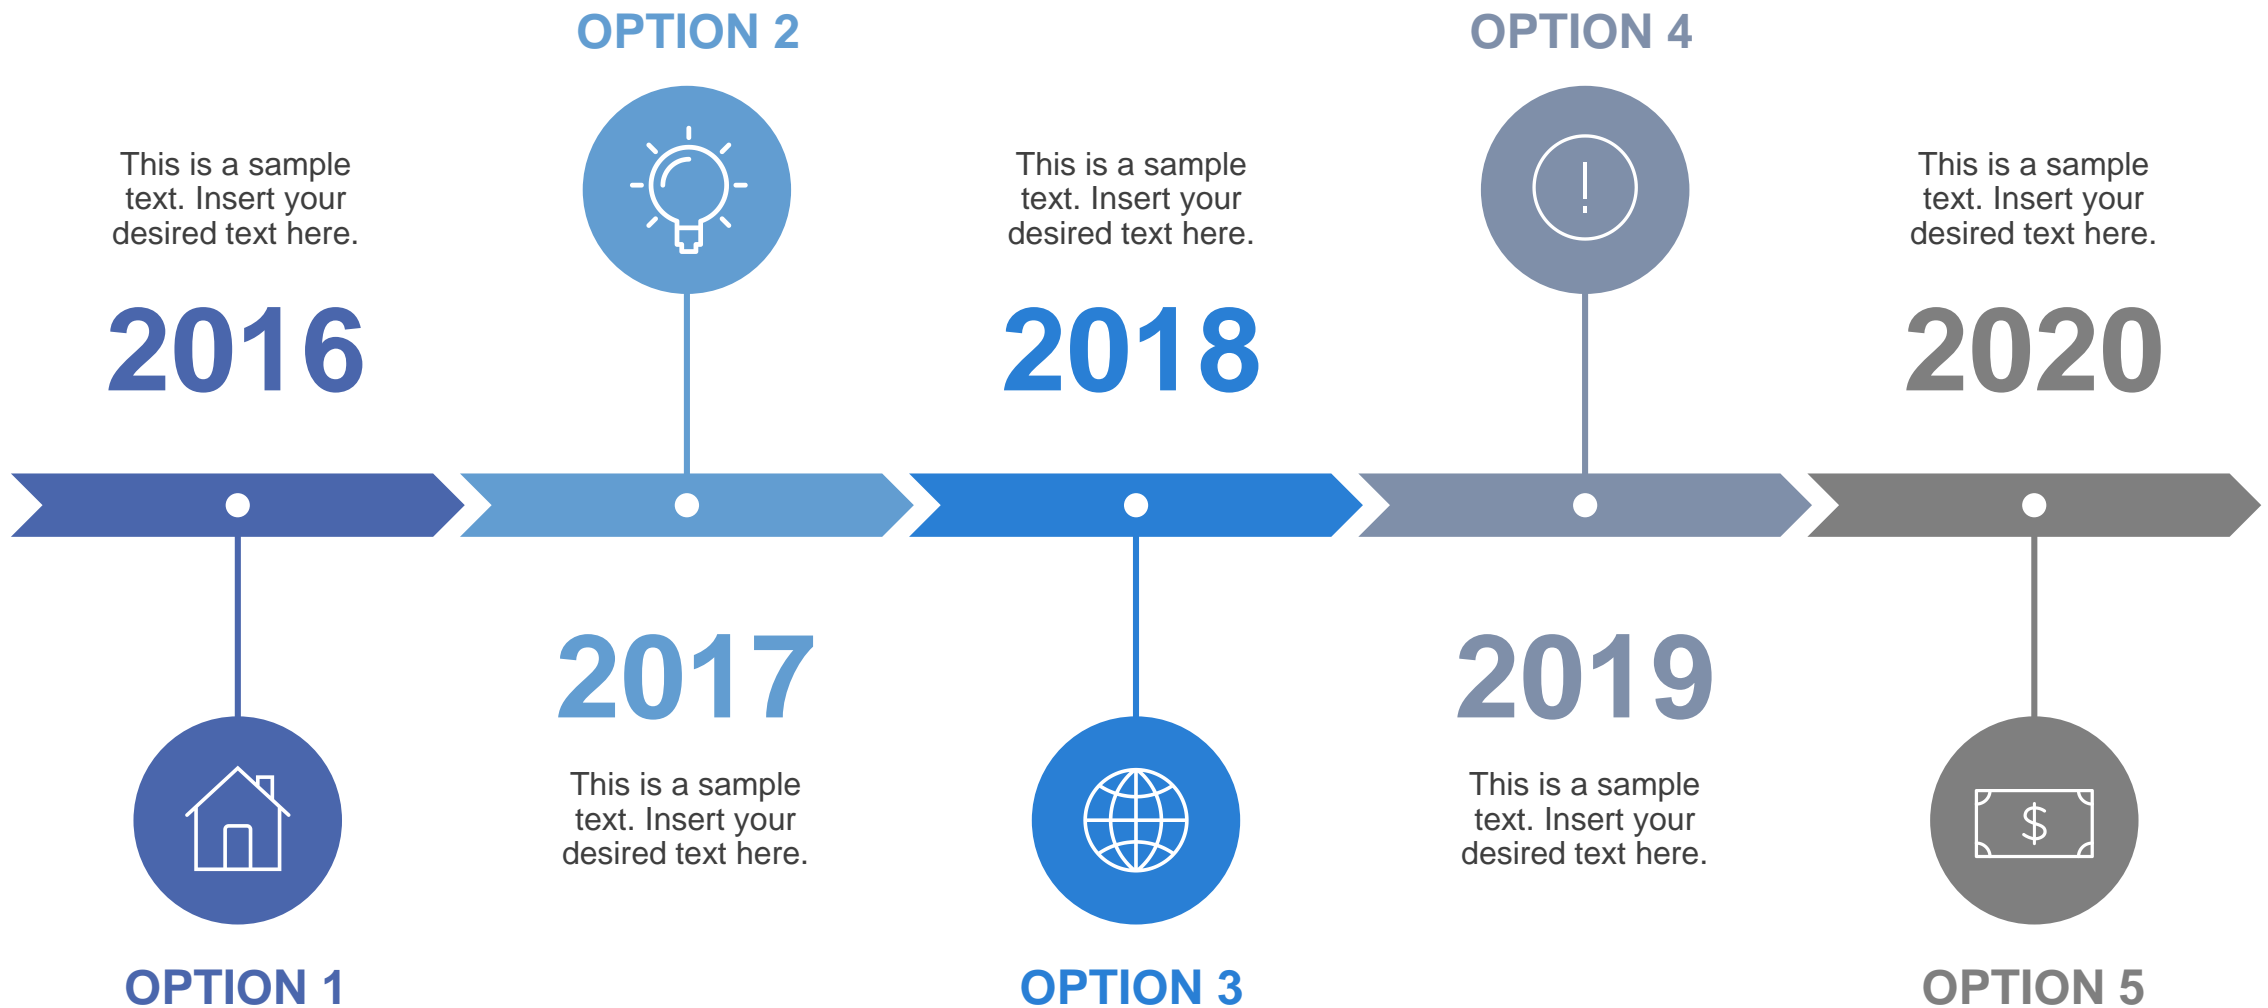 OPTION 2
OPTION 4
This is a sample
text. Insert your
desired text here.
This is a sample
text. Insert your
desired text here.
This is a sample
text. Insert your
desired text here.
2016
2018
2020
2017
2019
This is a sample
text. Insert your
desired text here.
This is a sample
text. Insert your
desired text here.
$
OPTION 1
OPTION 3
OPTION 5